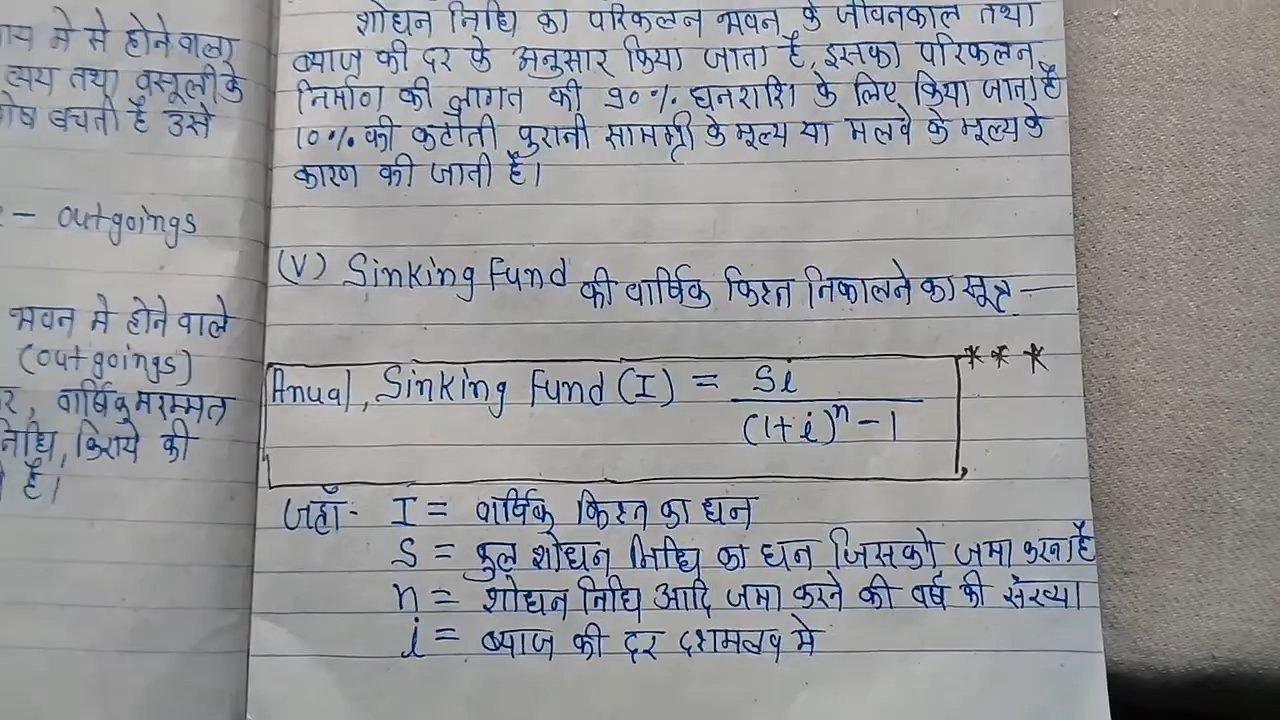 में से होने वाला
व्यय तथा वसूली के
बचती है उसे
- outgoings
भवन मे होने वाले
(outgoings)
वार्षिक मरम्मत
निधि, किराये की
है।
शोधन निधि का परिकलन भवन के जीवनकाल तथा
ब्याज की दर के अनुसार किया जाता है, इसका परिकलन
निर्माण की लागत की 90% धनराशि के लिए किया जाता है
10% की कटौती पुरानी सामग्री के मूल्य या मलवे के मूल्य के
कारण की जाती है।
(V) Sinking Fund की वार्षिक किस्त निकालने का सूत्र —
Anual, Sinking Fund (I) = Si / (1+i)^n - 1 ***
जहाँ- I = वार्षिक किस्त का धन
S = कुल शोधन निधि का धन जिसको जमा करना है
n = शोधन निधि आदि जमा करने की वर्ष की संख्या
i = ब्याज की दर दशमलव मे